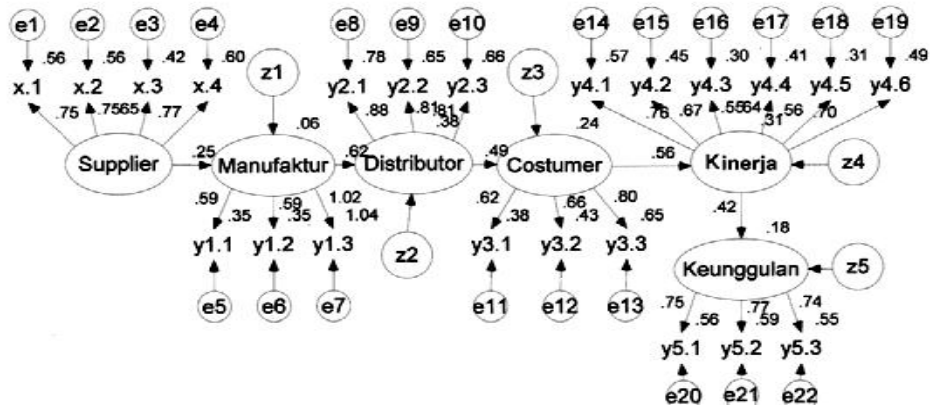 e1 e2 e3 e4 e8 e9 e10 e14 e15 e16 e17 e18 e19
.56 .56 .42 .60 .78 .65 .66 .57 .45 .30 .41 .31 .49
x.1 x.2 x.3 x.4 z1 y2.1 y2.2 y2.3 z3 y4.1 y4.2 y4.3 y4.4 y4.5 y4.6
.75 .75 .65 .77 .06 .88 .81 .81 .38 .24 .76 .67 .55 .64 .31 .56 .70
Supplier .25 Manufaktur .62 Distributor .49 Costumer .56 Kinerja z4
.59 .35 .59 .35 1.02 1.04 .62 .38 .66 .43 .80 .65 .42 .18
y1.1 y1.2 y1.3 z2 y3.1 y3.2 y3.3 Keunggulan z5
e5 e6 e7 e11 e12 e13 .75 .56 .77 .59 .74 .55
y5.1 y5.2 y5.3
e20 e21 e22